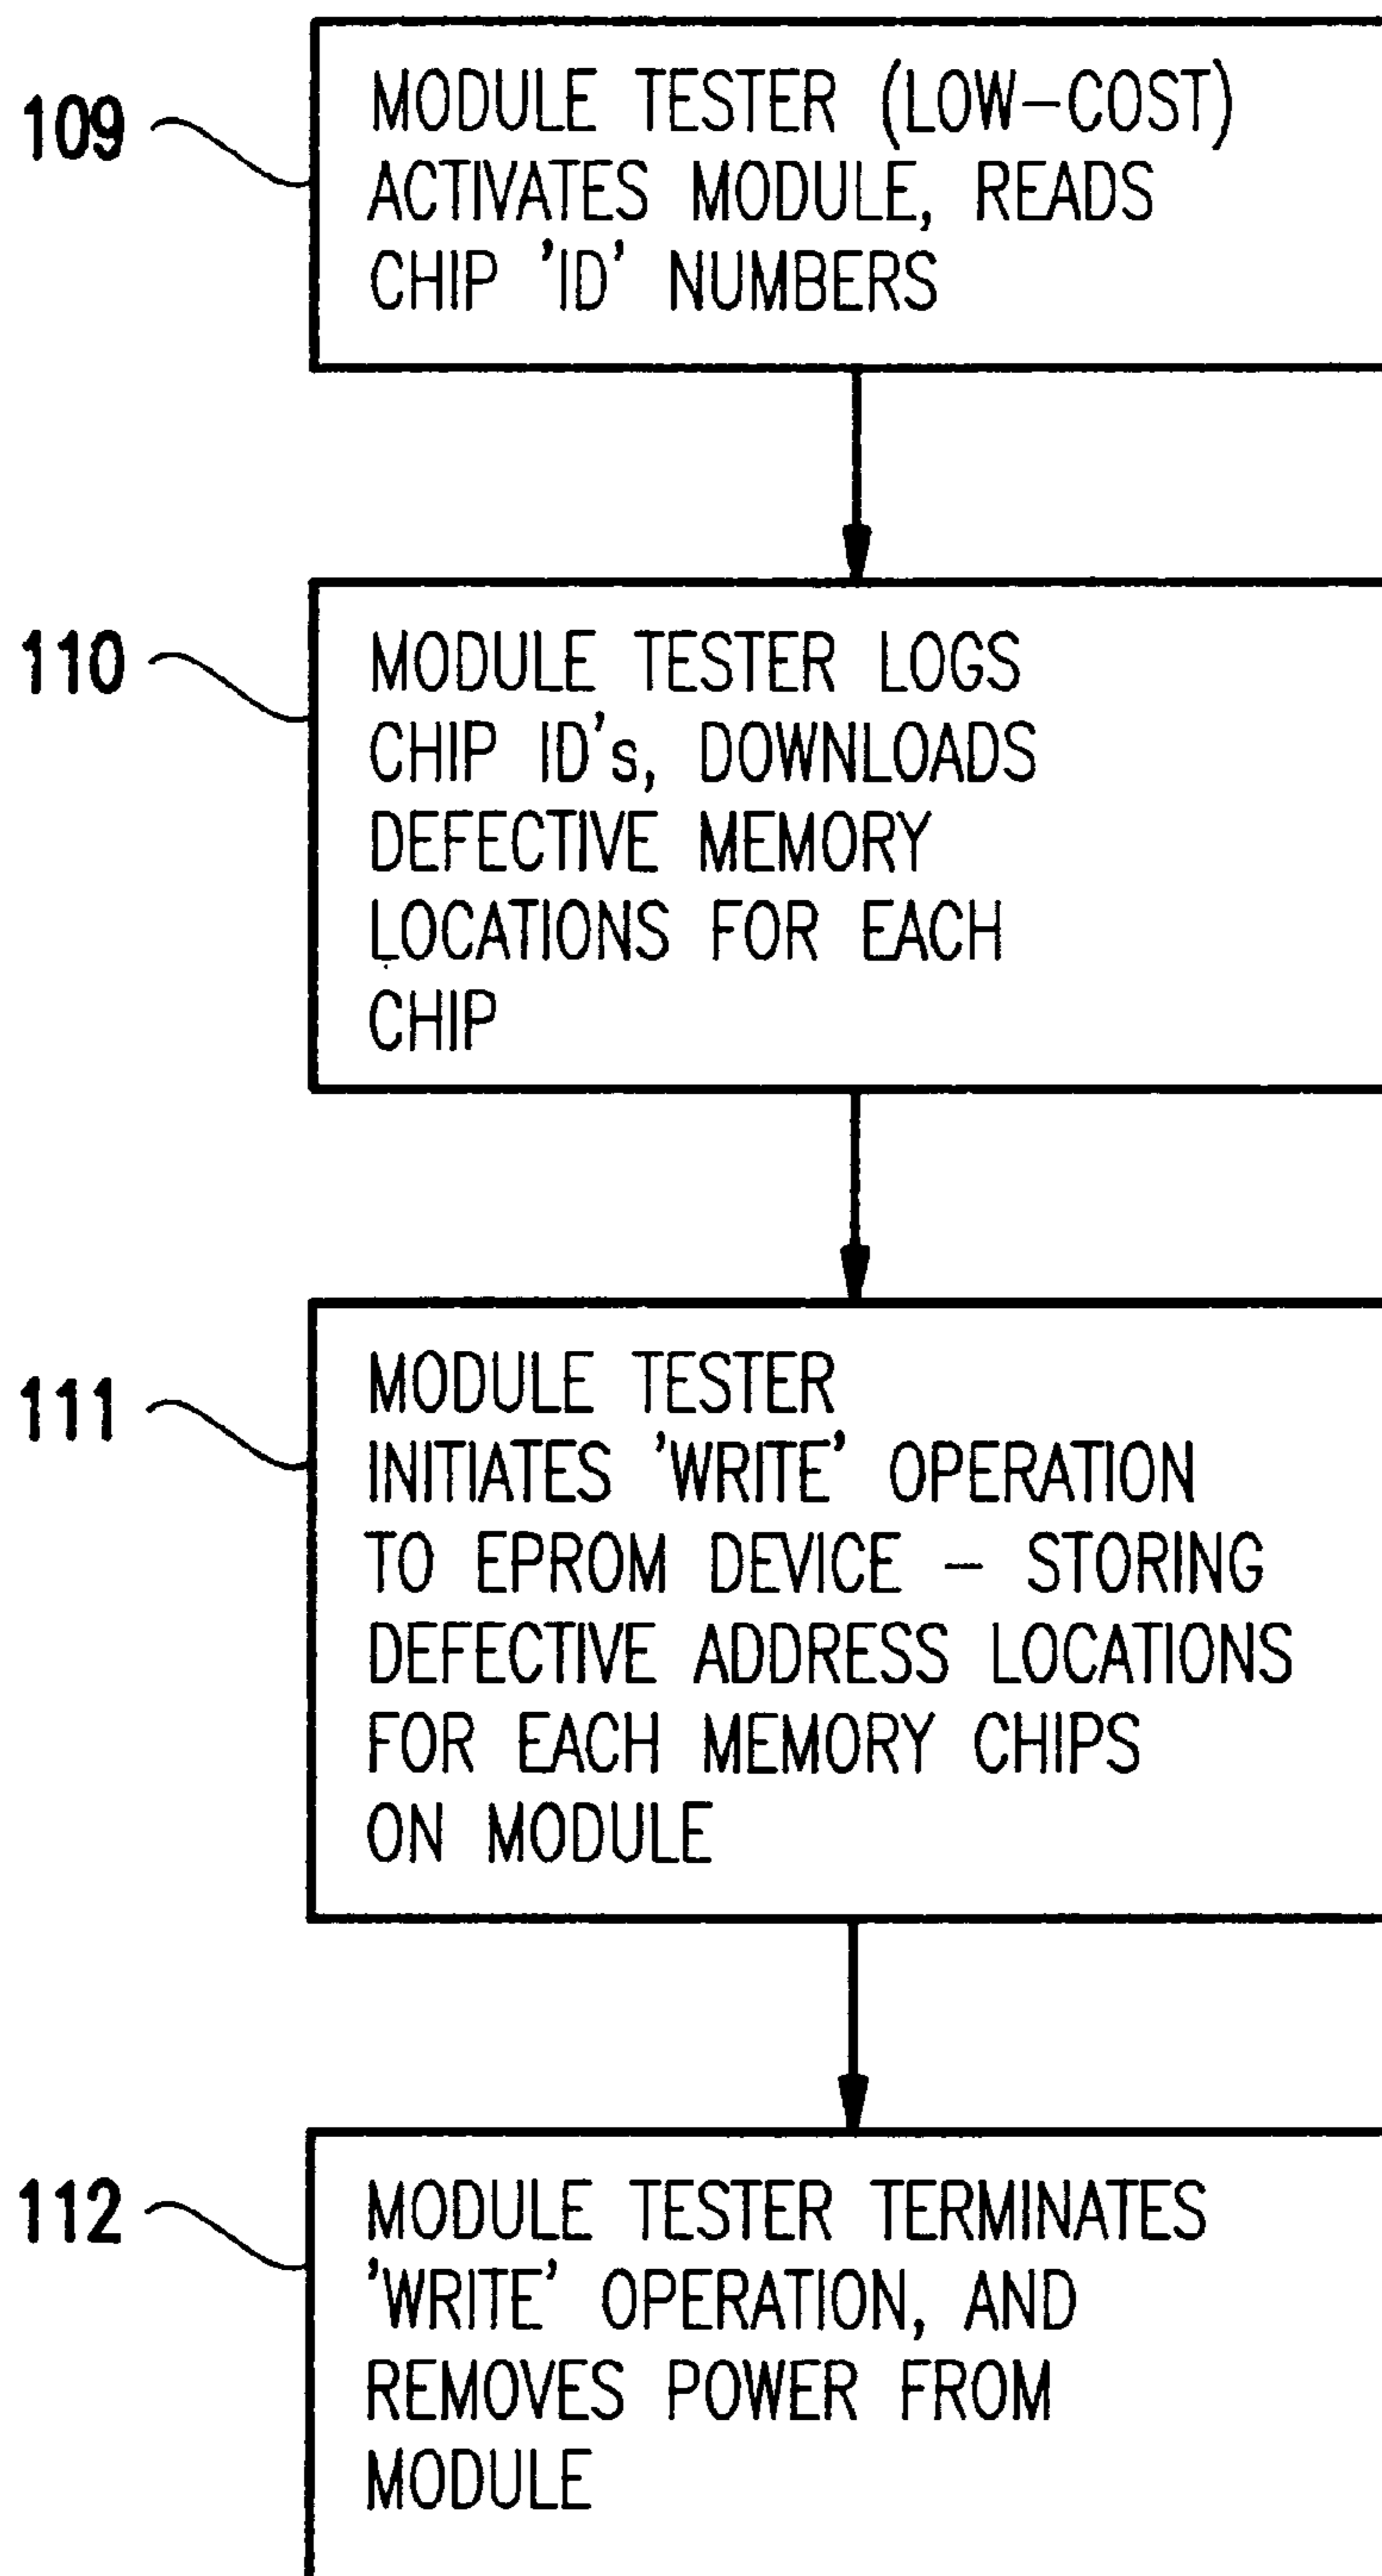 109
MODULE TESTER (LOW-COST)
ACTIVATES MODULE, READS
CHIP 'ID' NUMBERS
110
MODULE TESTER LOGS
CHIP ID's, DOWNLOADS
DEFECTIVE MEMORY
LOCATIONS FOR EACH
CHIP
111
MODULE TESTER
INITIATES 'WRITE' OPERATION
TO EPROM DEVICE - STORING
DEFECTIVE ADDRESS LOCATIONS
FOR EACH MEMORY CHIPS
ON MODULE
112
MODULE TESTER TERMINATES
'WRITE' OPERATION, AND
REMOVES POWER FROM
MODULE